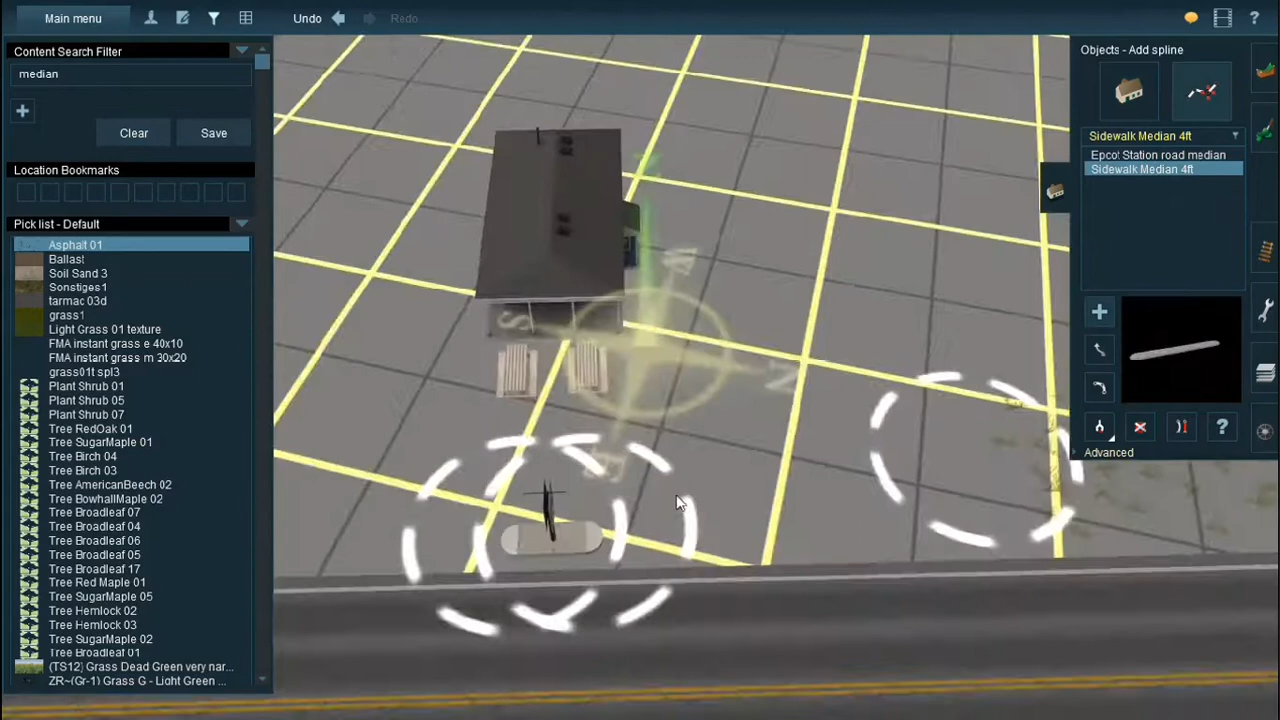 Main menu
Undo
Redo
?
Content Search Filter
median
Clear
Save
Location Bookmarks
Pick list - Default
Asphalt 01
Ballast
Soil Sand 3
Sonstiges1
tarmac 03d
grass1
Light Grass 01 texture
FMA instant grass e 40x10
FMA instant grass m 30x20
grass01t spl3
Plant Shrub 01
Plant Shrub 05
Plant Shrub 07
Tree RedOak 01
Tree SugarMaple 01
Tree Birch 04
Tree Birch 03
Tree AmericanBeech 02
Tree BowhallMaple 02
Tree Broadleaf 07
Tree Broadleaf 04
Tree Broadleaf 06
Tree Broadleaf 05
Tree Broadleaf 17
Tree Red Maple 01
Tree SugarMaple 05
Tree Hemlock 02
Tree Hemlock 03
Tree SugarMaple 02
Tree Broadleaf 01
(TS12) Grass Dead Green very nar...
ZR~(Gr-1) Grass G - Light Green ...
N
W
S
E
Objects - Add spline
Sidewalk Median 4ft
Epcot Station road median
Sidewalk Median 4ft
?
Advanced